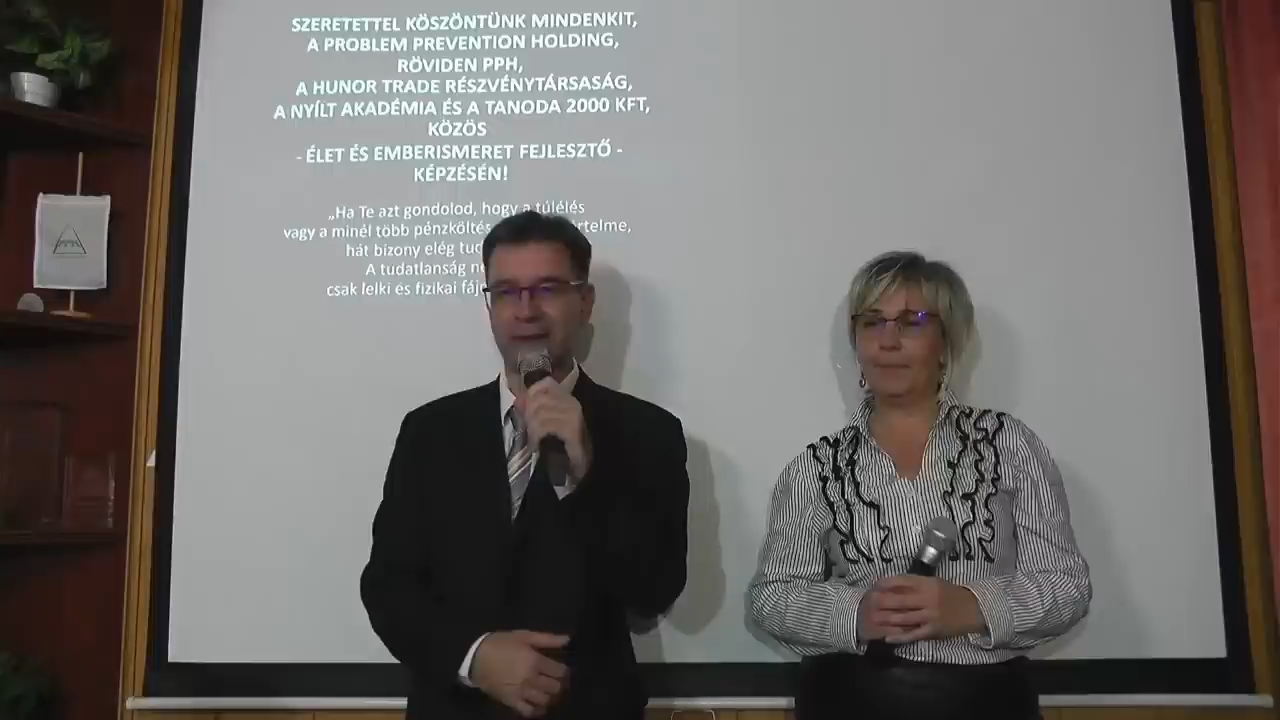 SZERETETTEL KÖSZÖNTÜNK MINDENKIT,
A PROBLEM PREVENTION HOLDING,
RÖVIDEN PPH,
A HUNOR TRADE RÉSZVÉNYTÁRSASÁG,
A NYÍLT AKADÉMIA ÉS A TANODA 2000 KFT,
KÖZÖS
- ÉLET ÉS EMBERISMERET FEJLESZTŐ -
KÉPZÉSÉN!
„Ha Te azt gondolod, hogy a túlélés
vagy a minél több pénzköltés
hát bizony elég
A tudatlanság
csak lelki és fizikai